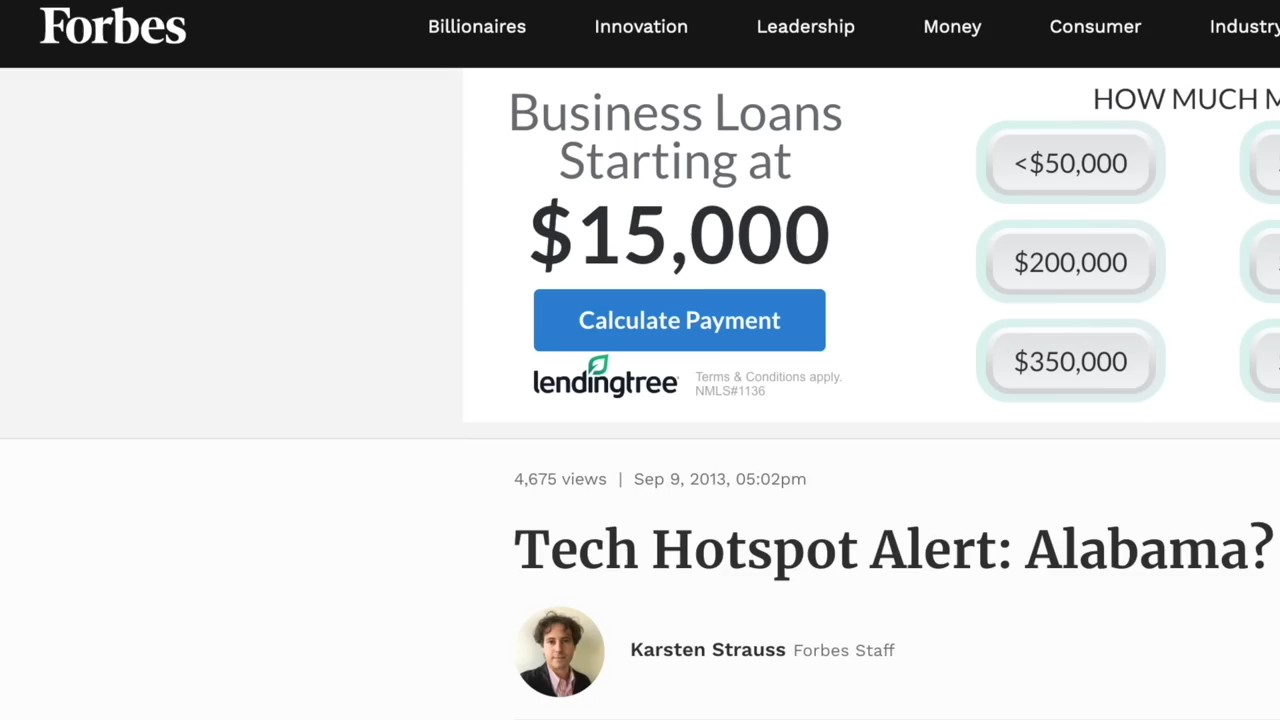 Forbes
Billionaires Innovation Leadership Money Consumer Industry
Business Loans
Starting at
$15,000
Calculate Payment
lendingtree
Terms & Conditions apply.
NMLS#1136
HOW MUCH
<$50,000
$200,000
$350,000
4,675 views | Sep 9, 2013, 05:02pm
Tech Hotspot Alert: Alabama?
Karsten Strauss Forbes Staff